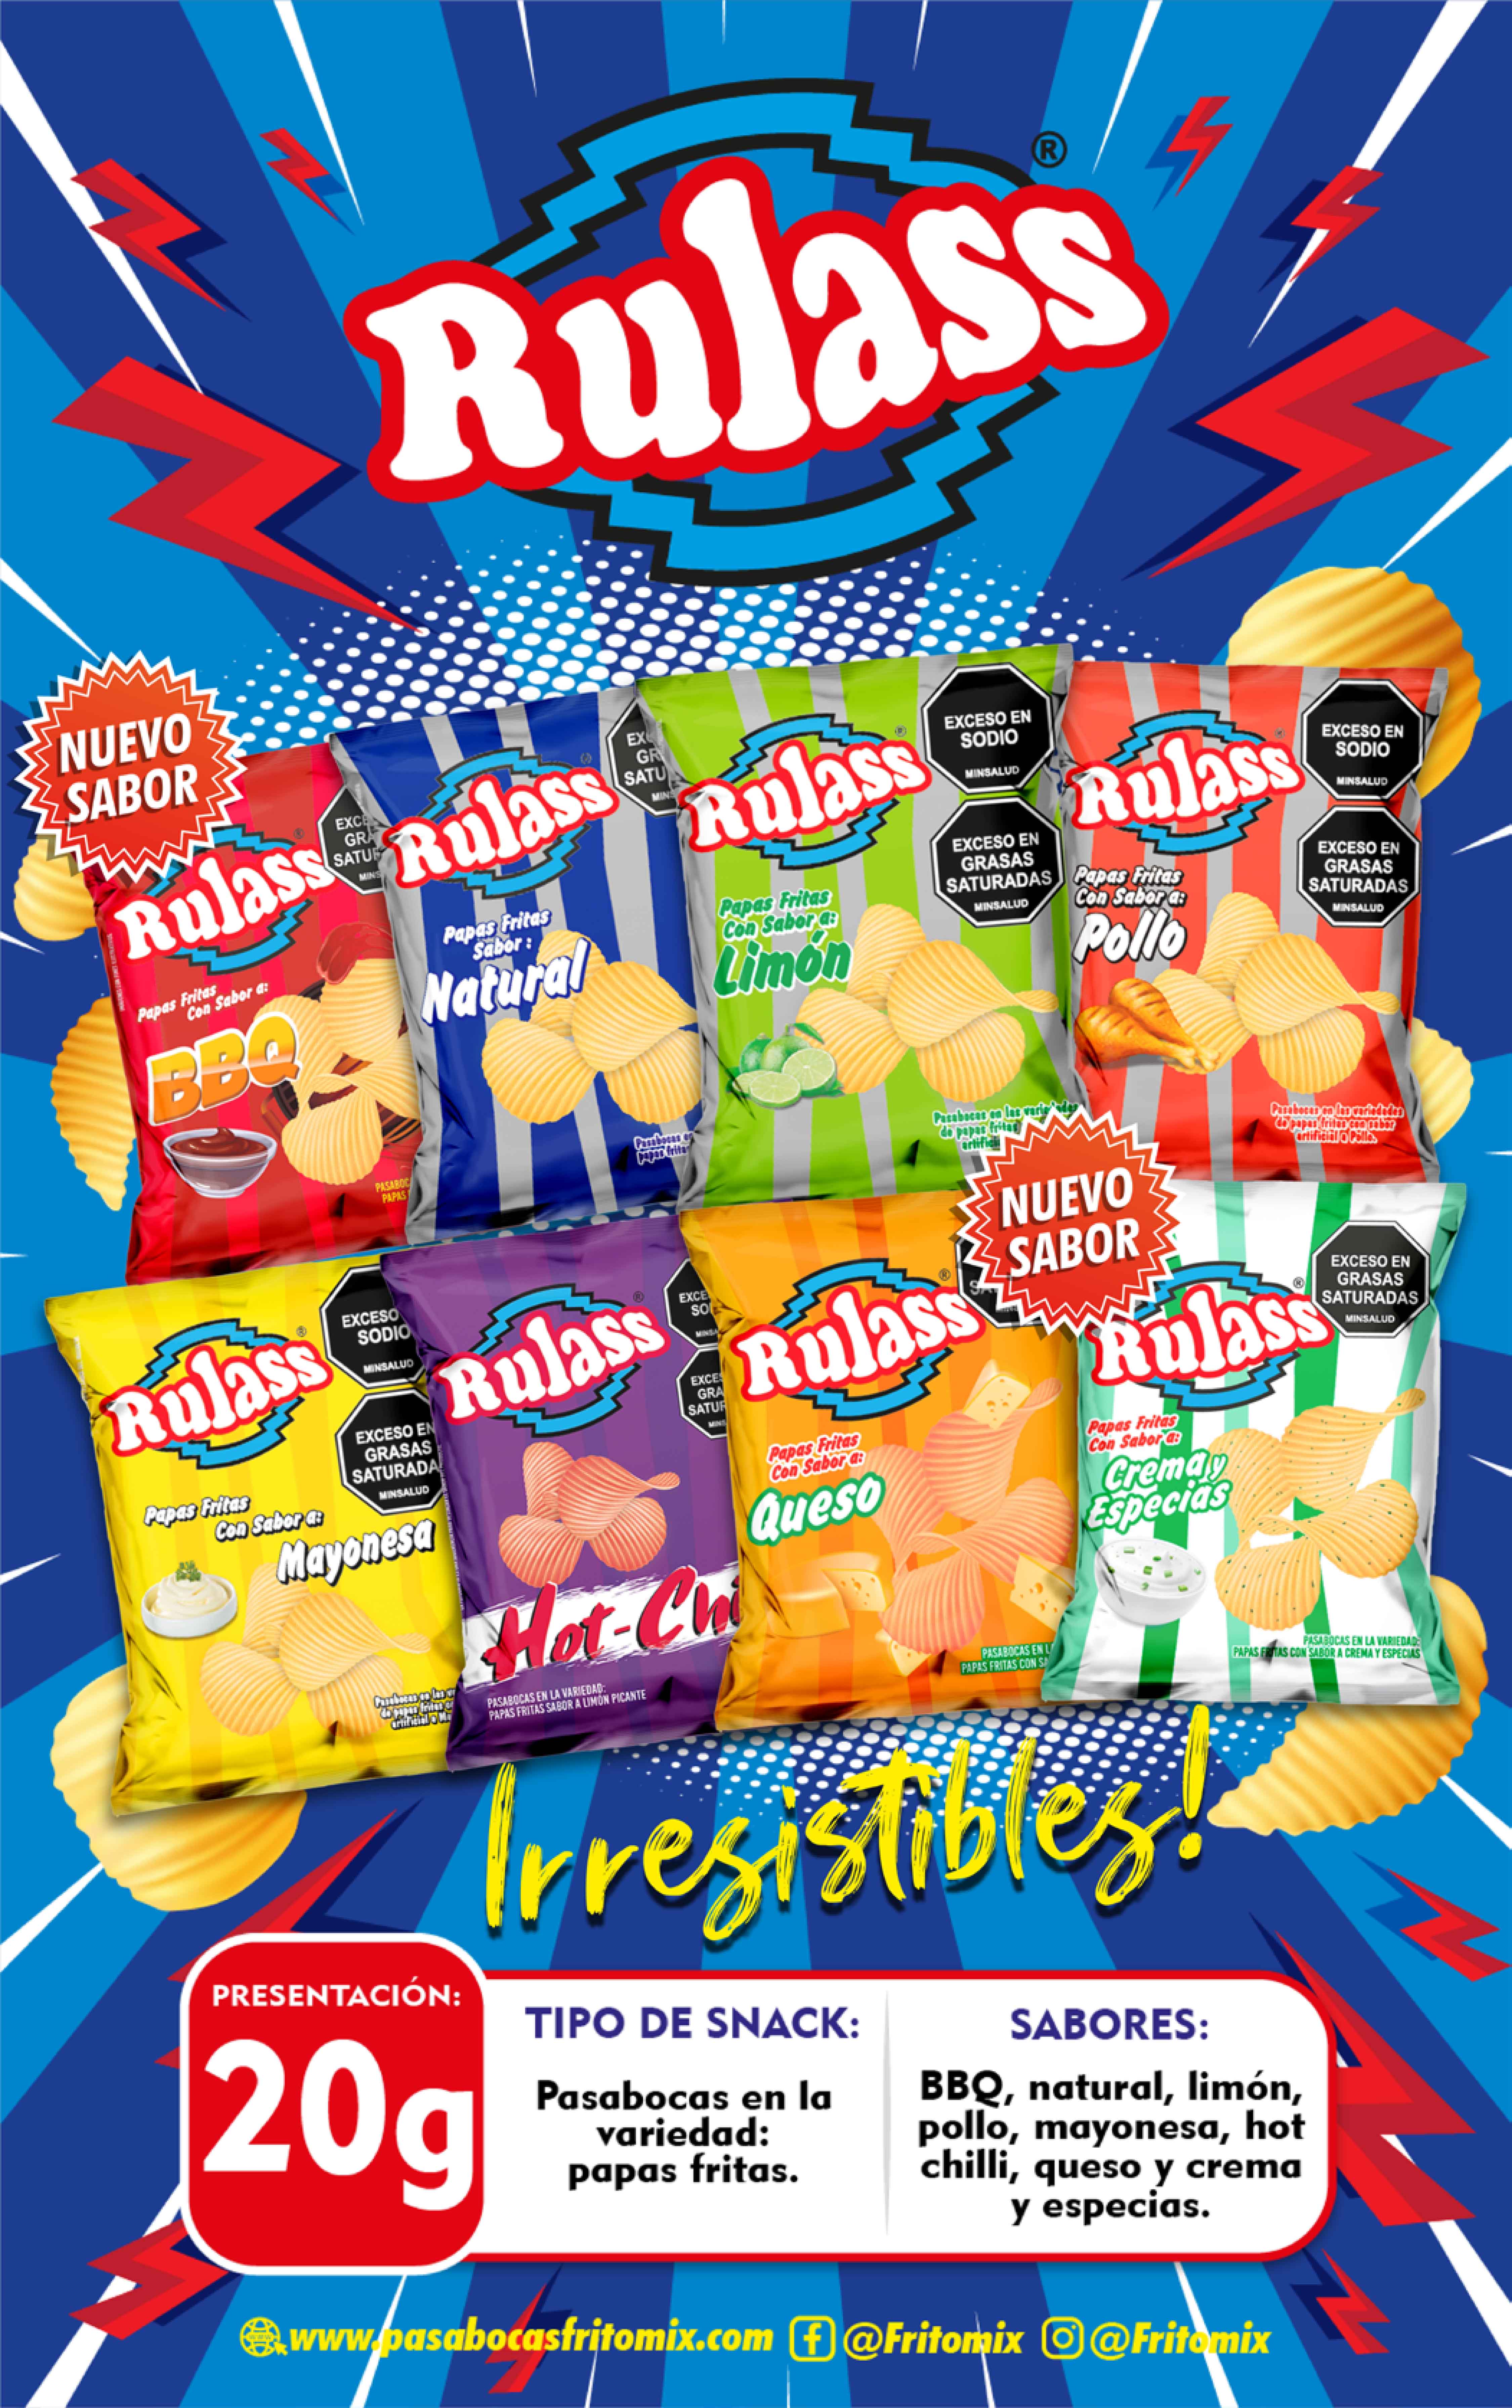 Rulass®
NUEVO
SABOR
Rulass
Papas Fritas
Con Sabor a:
BBQ
Rulass
Papas Fritas
Sabor:
Natural
Rulass
EXCESO EN
SODIO
MINSALUD
EXCESO EN
GRASAS
SATURADAS
MINSALUD
Papas Fritas
Con Sabor a:
Limón
Rulass
EXCESO EN
SODIO
MINSALUD
EXCESO EN
GRASAS
SATURADAS
MINSALUD
Papas Fritas
Con Sabor a:
Pollo
Pasabocas en las variedades
de papas fritas con sabor
artificial a Pollo.
Rulass
EXCESO
SODIO
MINSALUD
EXCESO EN
GRASAS
SATURADA
MINSALUD
Papas Fritas
Con Sabor a:
Mayonesa
Rulass
Hot-Chi
PASABOCAS EN LA VARIEDAD:
PAPAS FRITAS SABOR A LIMÓN PICANTE
Rulass
Papas Fritas
Con Sabor a:
Queso
PASABOCAS EN L
PAPAS FRITAS CON SA
NUEVO
SABOR
Rulass
EXCESO EN
GRASAS
SATURADAS
MINSALUD
Papas Fritas
Con Sabor a:
Crema y
Especias
PASABOCAS EN LA VARIEDAD:
PAPAS FRITAS CON SABOR A CREMA Y ESPECIAS
Irresistibles!
PRESENTACIÓN:
20g
TIPO DE SNACK:
Pasabocas en la
variedad:
papas fritas.
SABORES:
BBQ, natural, limón,
pollo, mayonesa, hot
chilli, queso y crema
y especias.
www.pasabocasfritomix.com @Fritomix @Fritomix